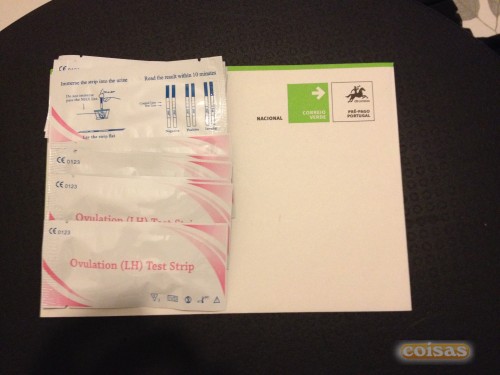 CE 0123
Immerse the strip into the urine
Read the result within 10 minutes
NACIONAL
CORREIO
VERDE
PRÉ-PAGO
PORTUGAL
CE 0123
CE 0123
Ovulation (LH) Test Strip
CE 0123
Ovulation (LH) Test Strip
coisas